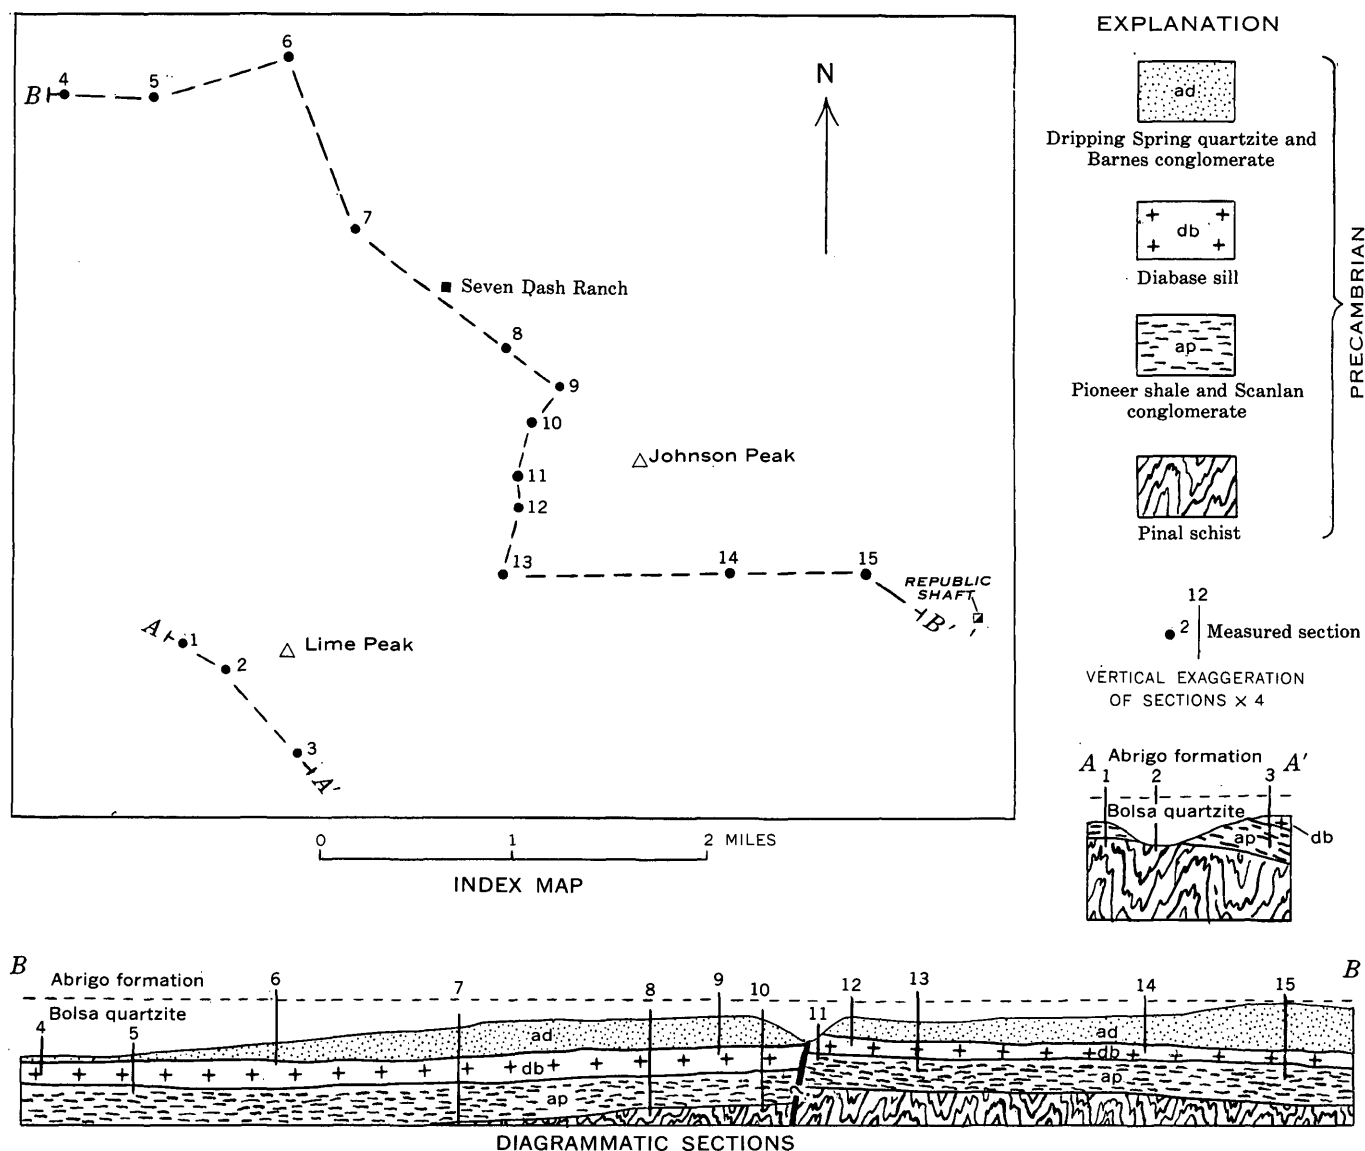 EXPLANATION
ad
Dripping Spring quartzite and
Barnes conglomerate
db
Diabase sill
ap
Pioneer shale and Scanlan
conglomerate
Pinal schist
PRECAMBRIAN
12
2
Measured section
VERTICAL EXAGGERATION
OF SECTIONS × 4
N
B
4
5
6
7
Seven Dash Ranch
8
9
10
Johnson Peak
11
12
13
14
15
REPUBLIC
SHAFT
B'
A
1
Lime Peak
2
3
A'
0 1 2 MILES
INDEX MAP
A Abrigo formation A'
1 2 3
Bolsa quartzite
ap
db
B B
Abrigo formation
Bolsa quartzite
4 5 6 7 8 9 10 11 12 13 14 15
ad ad
db db
ap ap
?
DIAGRAMMATIC SECTIONS